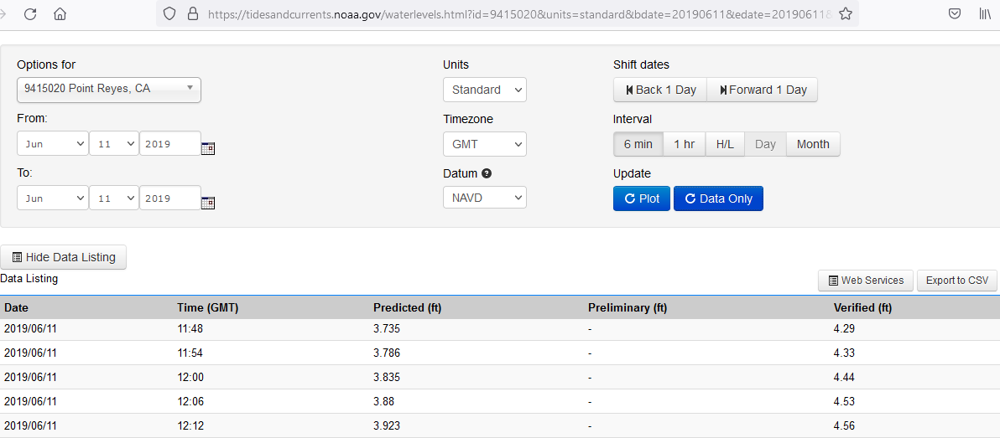 https://tidesandcurrents.noaa.gov/waterlevels.html?id=9415020&units=standard&bdate=20190611&edate=20190611&
Options for Units Shift dates
9415020 Point Reyes, CA Standard Back 1 Day Forward 1 Day
From: Timezone Interval
Jun 11 2019 GMT 6 min 1 hr H/L Day Month
To: Datum ? Update
Jun 11 2019 NAVD Plot Data Only
Hide Data Listing
Data Listing Web Services Export to CSV
Date Time (GMT) Predicted (ft) Preliminary (ft) Verified (ft)
2019/06/11 11:48 3.735 - 4.29
2019/06/11 11:54 3.786 - 4.33
2019/06/11 12:00 3.835 - 4.44
2019/06/11 12:06 3.88 - 4.53
2019/06/11 12:12 3.923 - 4.56